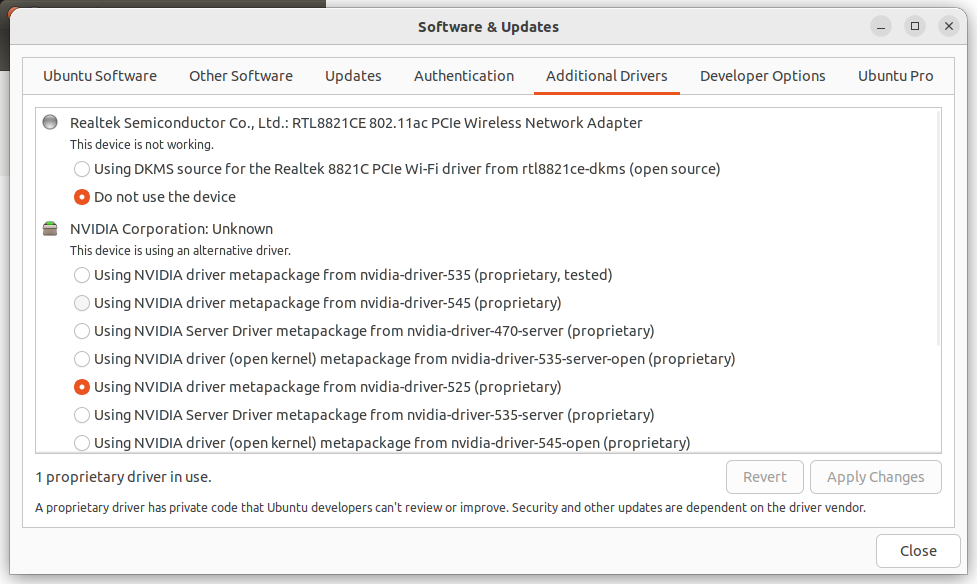 Software & Updates
Ubuntu Software Other Software Updates Authentication Additional Drivers Developer Options Ubuntu Pro
Realtek Semiconductor Co., Ltd.: RTL8821CE 802.11ac PCIe Wireless Network Adapter
This device is not working.
Using DKMS source for the Realtek 8821C PCIe Wi-Fi driver from rtl8821ce-dkms (open source)
Do not use the device
NVIDIA Corporation: Unknown
This device is using an alternative driver.
Using NVIDIA driver metapackage from nvidia-driver-535 (proprietary, tested)
Using NVIDIA driver metapackage from nvidia-driver-545 (proprietary)
Using NVIDIA Server Driver metapackage from nvidia-driver-470-server (proprietary)
Using NVIDIA driver (open kernel) metapackage from nvidia-driver-535-server-open (proprietary)
Using NVIDIA driver metapackage from nvidia-driver-525 (proprietary)
Using NVIDIA Server Driver metapackage from nvidia-driver-535-server (proprietary)
Using NVIDIA driver (open kernel) metapackage from nvidia-driver-545-open (proprietary)
1 proprietary driver in use.
Revert Apply Changes
A proprietary driver has private code that Ubuntu developers can't review or improve. Security and other updates are dependent on the driver vendor.
Close